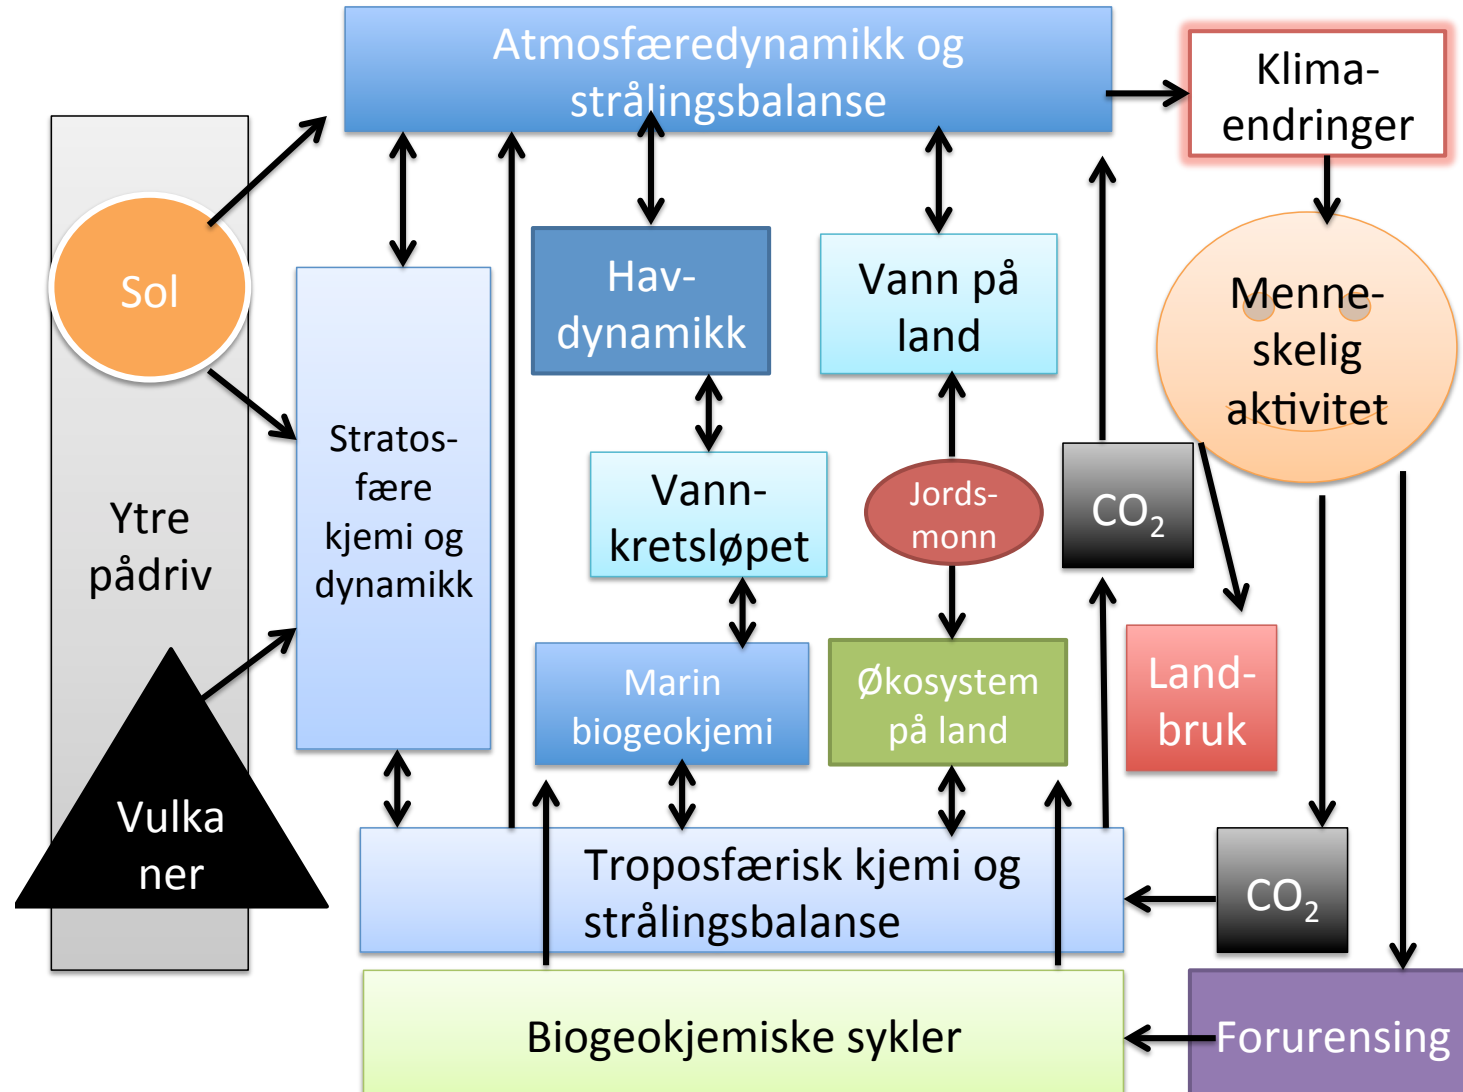 Atmosfæredynamikk og
strålingsbalanse
Klima-
endringer
Sol
Hav-
dynamikk
Vann på
land
Menne-
skelig
aktivitet
Ytre
pådriv
Stratos-
fære
kjemi og
dynamikk
Vann-
kretsløpet
Jords-
monn
CO₂
Marin
biogeokjemi
Økosystem
på land
Land-
bruk
Vulka
ner
Troposfærisk kjemi og
strålingsbalanse
CO₂
Biogeokjemiske sykler
Forurensing